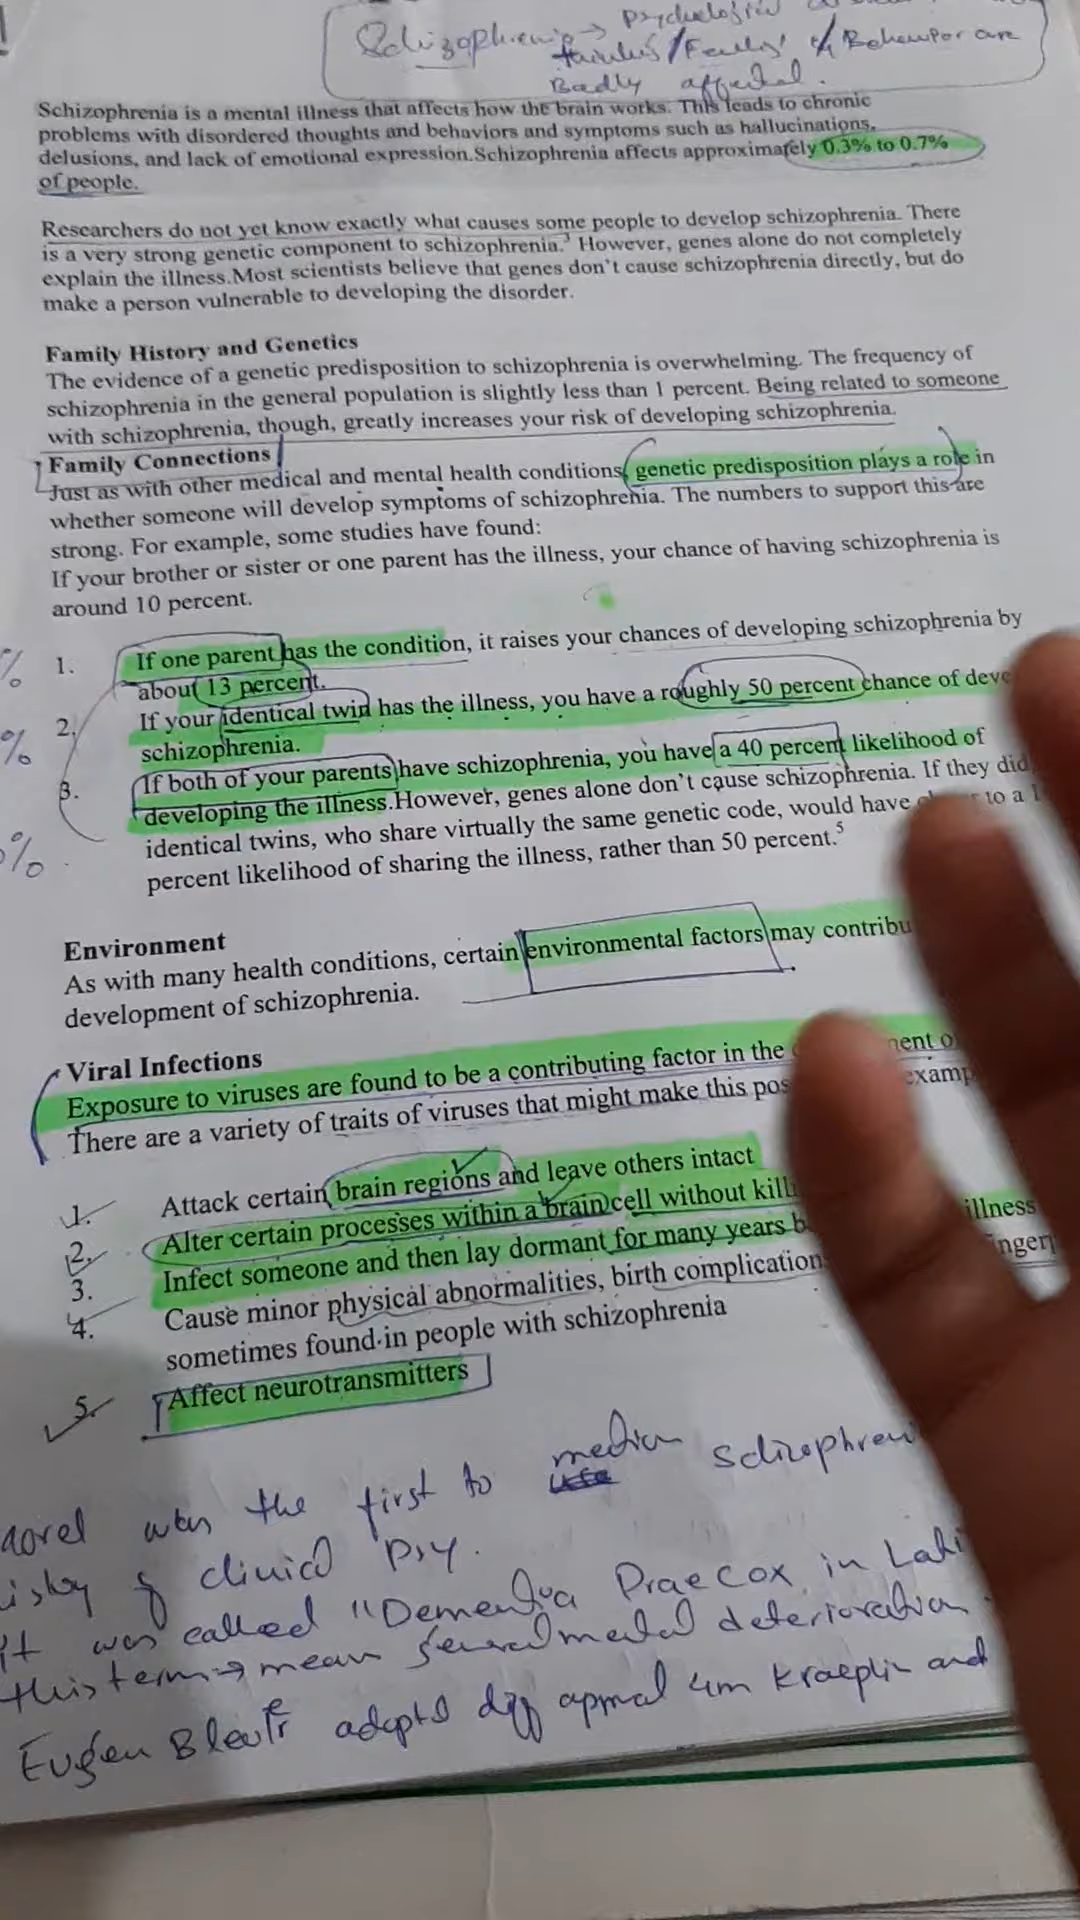 Schizophrenia → psychological
/ Behavior are
Badly affected.
Schizophrenia is a mental illness that affects how the brain works. This leads to chronic
problems with disordered thoughts and behaviors and symptoms such as hallucinations,
delusions, and lack of emotional expression.Schizophrenia affects approximately 0.3% to 0.7%
of people.
Researchers do not yet know exactly what causes some people to develop schizophrenia. There
is a very strong genetic component to schizophrenia.3 However, genes alone do not completely
explain the illness.Most scientists believe that genes don't cause schizophrenia directly, but do
make a person vulnerable to developing the disorder.
Family History and Genetics
The evidence of a genetic predisposition to schizophrenia is overwhelming. The frequency of
schizophrenia in the general population is slightly less than 1 percent. Being related to someone
with schizophrenia, though, greatly increases your risk of developing schizophrenia.
Family Connections
Just as with other medical and mental health conditions, genetic predisposition plays a role in
whether someone will develop symptoms of schizophrenia. The numbers to support this are
strong. For example, some studies have found:
If your brother or sister or one parent has the illness, your chance of having schizophrenia is
around 10 percent.
% 1. If one parent has the condition, it raises your chances of developing schizophrenia by
about 13 percent.
% 2. If your identical twin has the illness, you have a roughly 50 percent chance of deve
schizophrenia.
3. If both of your parents have schizophrenia, you have a 40 percent likelihood of
developing the illness.However, genes alone don't cause schizophrenia. If they did,
identical twins, who share virtually the same genetic code, would have to a 1
% percent likelihood of sharing the illness, rather than 50 percent.5
Environment
As with many health conditions, certain environmental factors may contribu
development of schizophrenia.
Viral Infections
Exposure to viruses are found to be a contributing factor in the ment o
There are a variety of traits of viruses that might make this pos examp
1. Attack certain brain regions and leave others intact
2. Alter certain processes within a brain cell without killi
3. Infect someone and then lay dormant for many years b illness
4. Cause minor physical abnormalities, birth complication fingerp
sometimes found in people with schizophrenia
5. Affect neurotransmitters
orel was the first to schizophren
of clinical Psy.
it was called "Dementia Praecox in Lati
this term → mean mental deterioration
Eugen Bleuler Kraeplin and